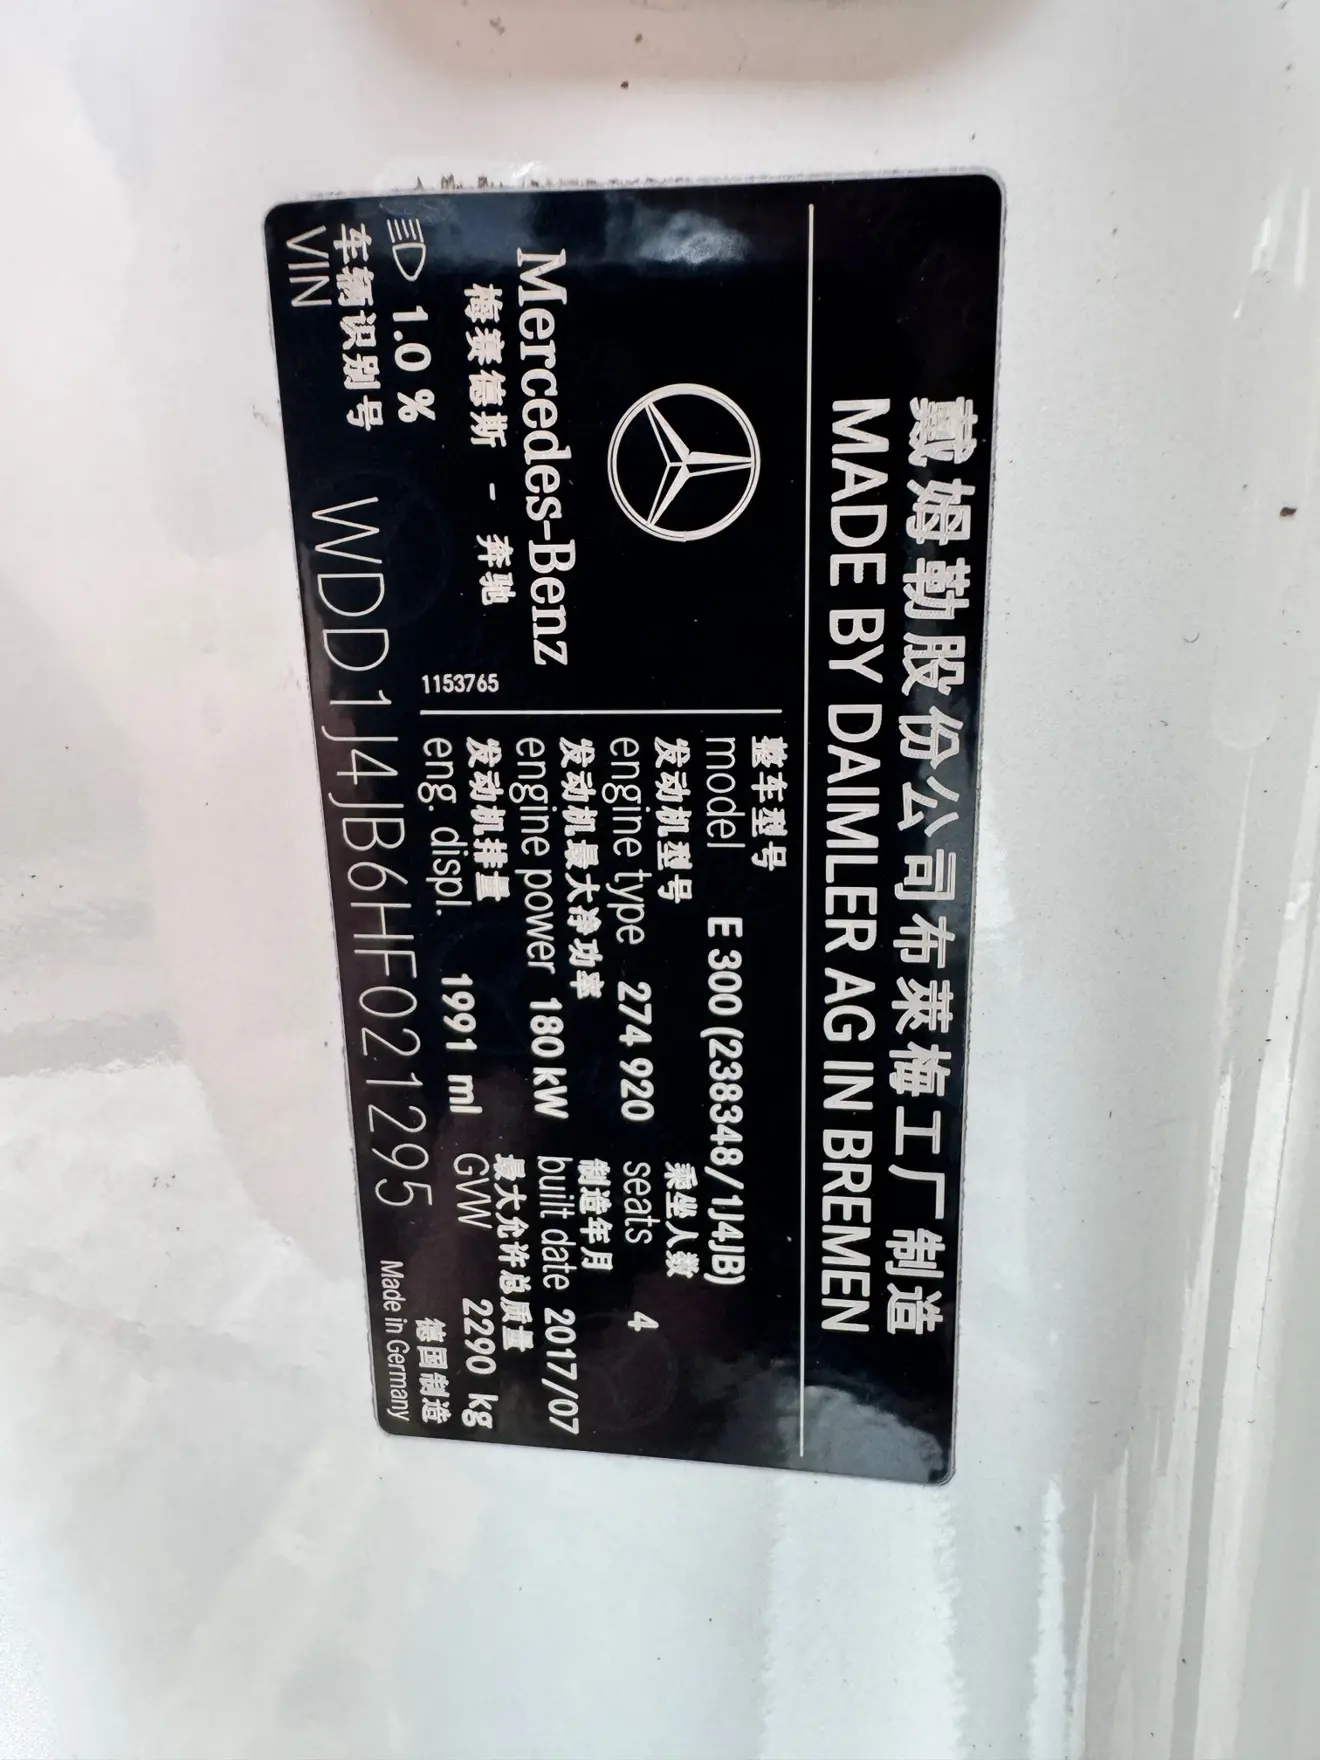 戴姆勒股份公司布莱梅工厂制造
MADE BY DAIMLER AG IN BREMEN
Mercedes-Benz
梅赛德斯 - 奔驰
1153765
整车型号
model E 300 (238348/1J4JB)
发动机型号 乘坐人数
engine type 274 920 seats 4
发动机最大净功率 制造年月
engine power 180 kW built date 2017/07
发动机排量 最大允许总质量
eng. displ. 1991 ml GVW 2290 kg
1.0 %
车辆识别号
VIN WDD1J4JB6HF021295
德国制造
Made in Germany